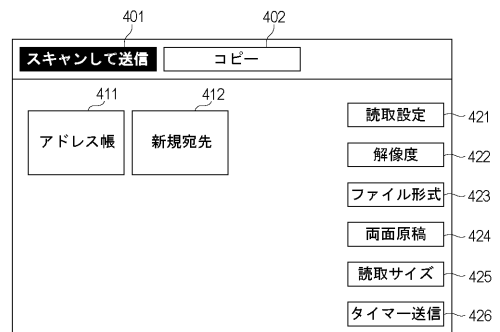 401
402
スキャンして送信
コピー
411
412
アドレス帳
新規宛先
読取設定
421
解像度
422
ファイル形式
423
両面原稿
424
読取サイズ
425
タイマー送信
426